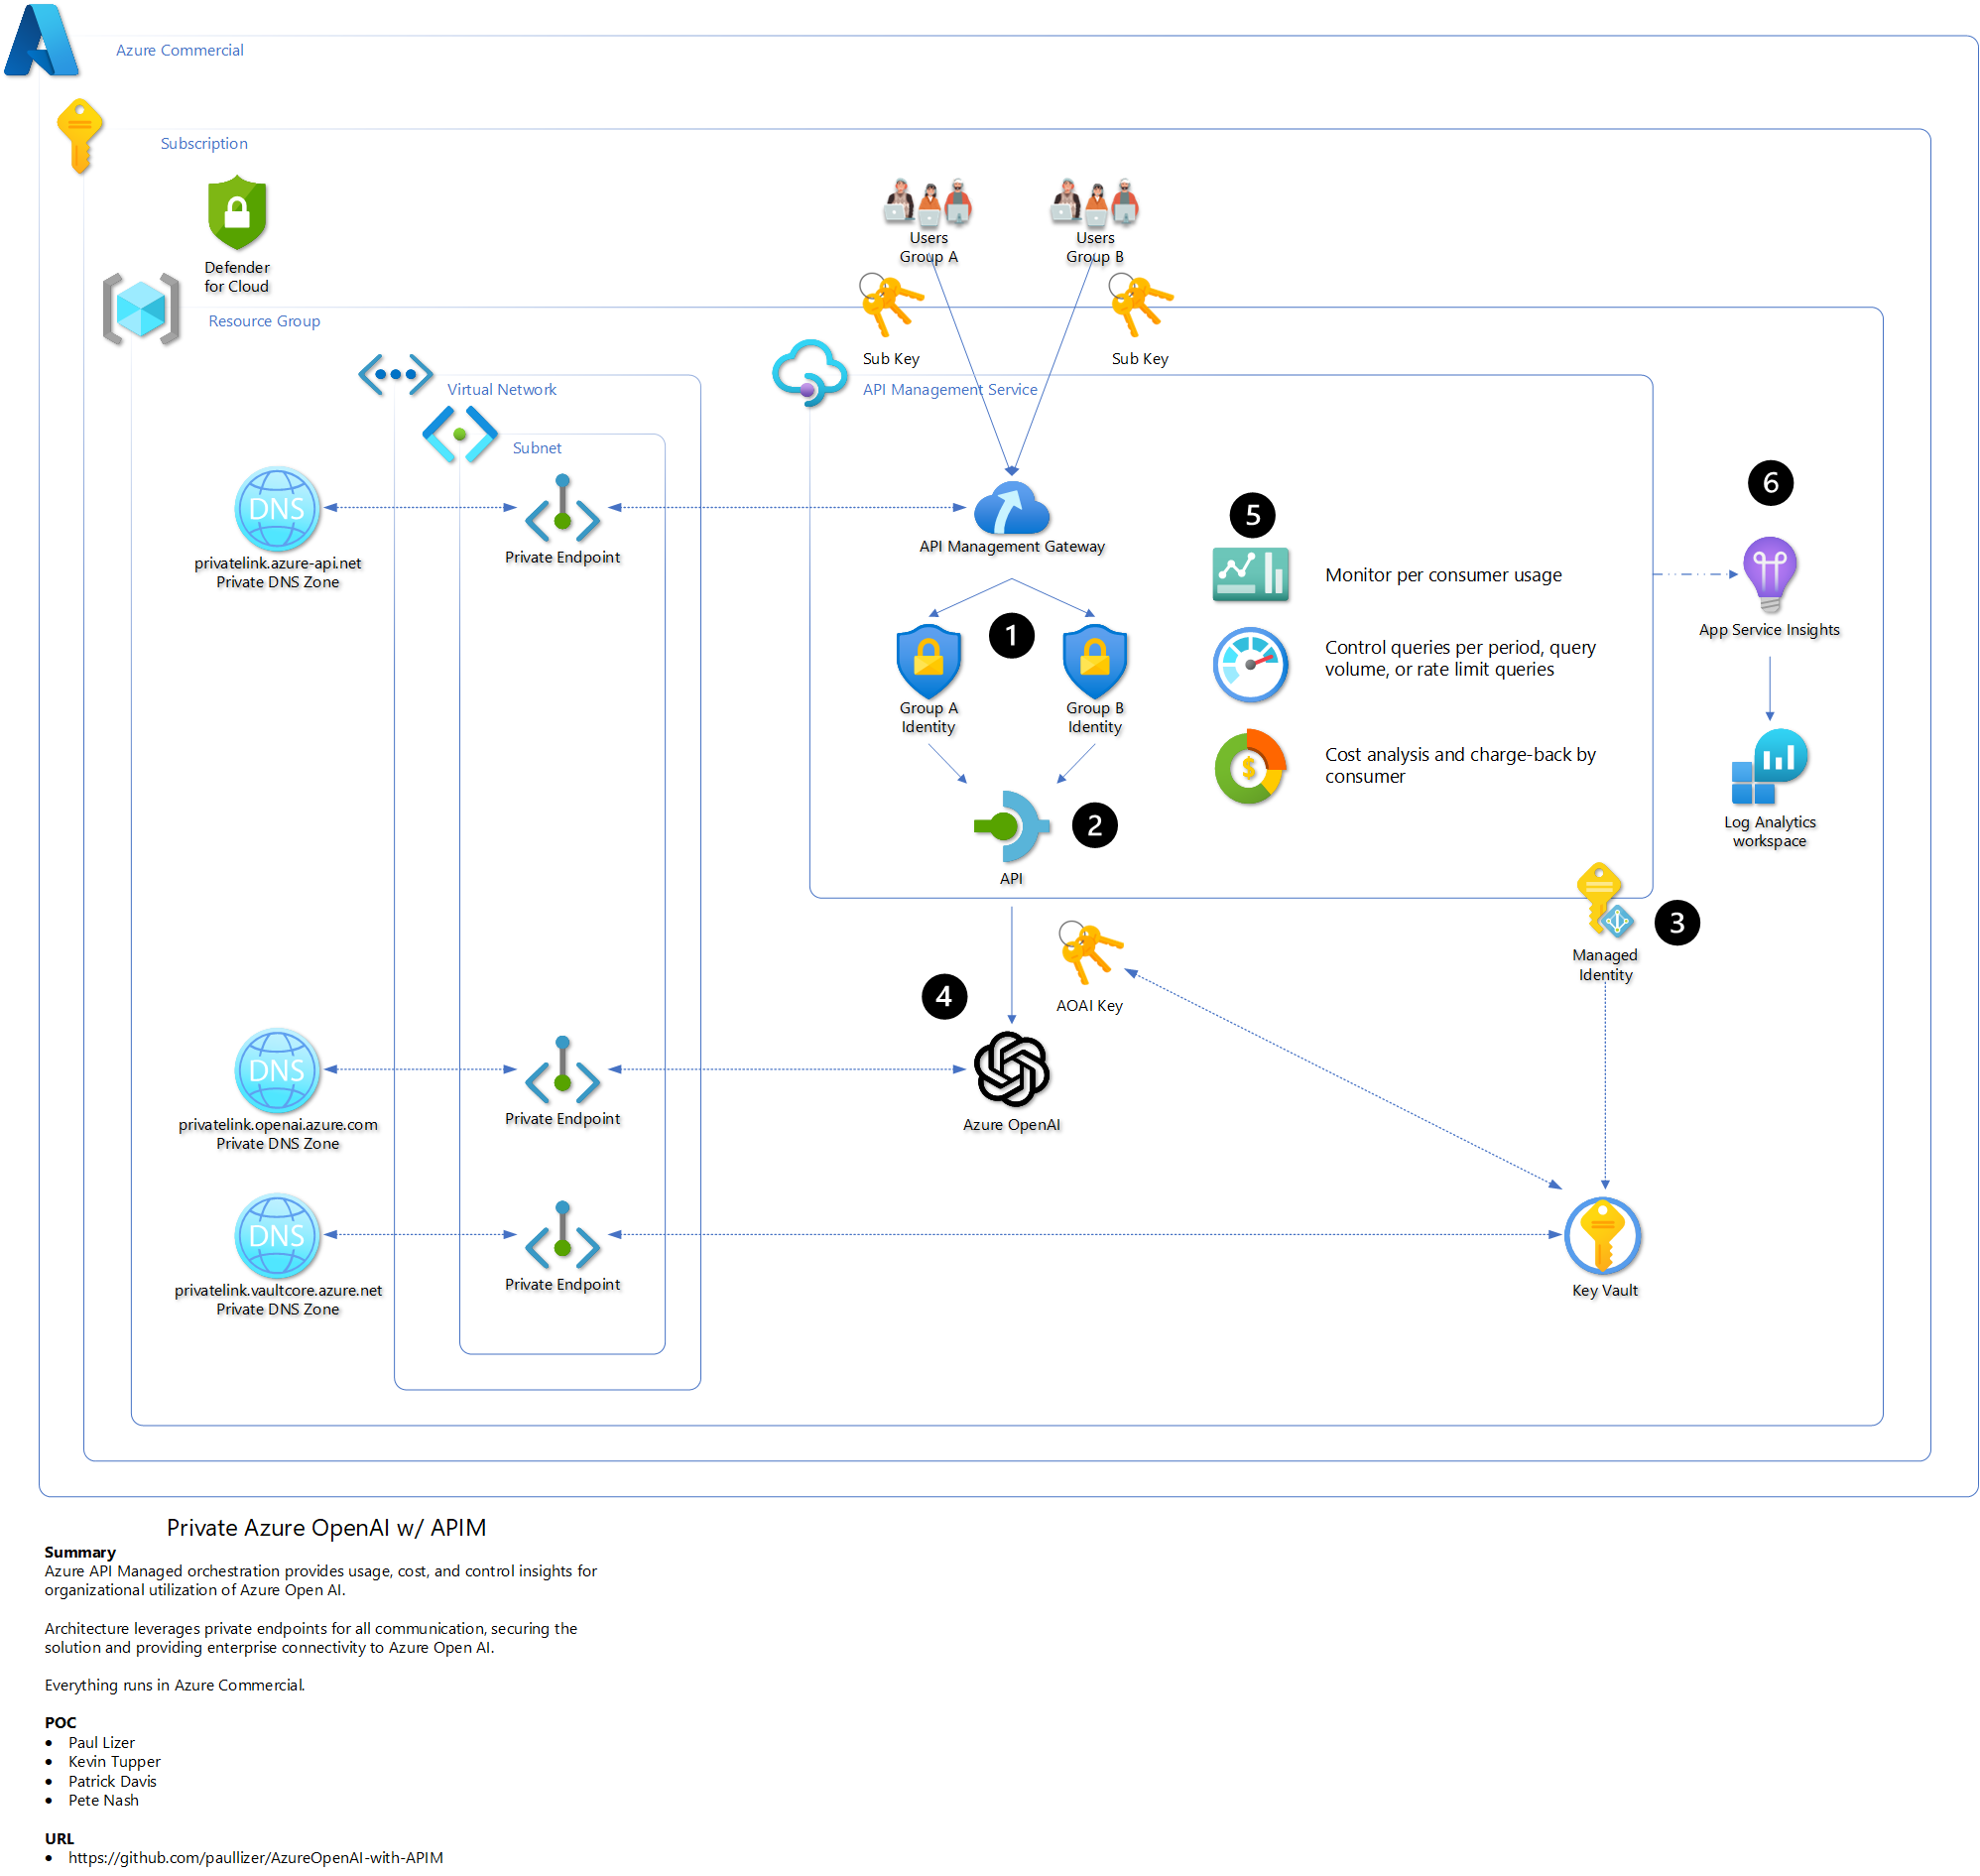 Azure Commercial
Subscription
Defender
for Cloud
Users
Group A
Users
Group B
Resource Group
Sub Key
Sub Key
Virtual Network
API Management Service
Subnet
DNS
privatelink.azure-api.net
Private DNS Zone
Private Endpoint
API Management Gateway
5
6
Monitor per consumer usage
App Service Insights
1
Control queries per period, query
volume, or rate limit queries
Group A
Identity
Group B
Identity
Cost analysis and charge-back by
consumer
2
API
Log Analytics
workspace
3
Managed
Identity
4
AOAI Key
DNS
privatelink.openai.azure.com
Private DNS Zone
Private Endpoint
Azure OpenAI
DNS
privatelink.vaultcore.azure.net
Private DNS Zone
Private Endpoint
Key Vault
Private Azure OpenAI w/ APIM
Summary
Azure API Managed orchestration provides usage, cost, and control insights for
organizational utilization of Azure Open AI.
Architecture leverages private endpoints for all communication, securing the
solution and providing enterprise connectivity to Azure Open AI.
Everything runs in Azure Commercial.
POC
• Paul Lizer
• Kevin Tupper
• Patrick Davis
• Pete Nash
URL
• https://github.com/paullizer/AzureOpenAI-with-APIM